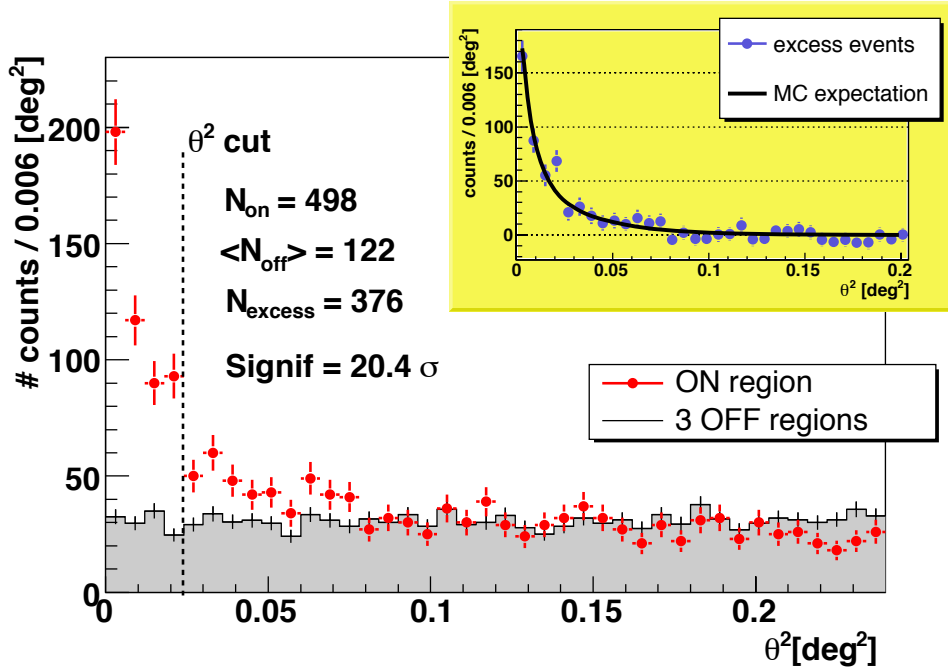 # counts / 0.006 [deg²]
200
150
100
50
0
θ² cut
N_on = 498
<N_off> = 122
N_excess = 376
Signif = 20.4 σ
0.05
0.1
0.15
0.2
θ²[deg²]
counts / 0.006 [deg²]
150
100
50
0
0
0.05
0.1
0.15
0.2
θ² [deg²]
excess events
MC expectation
ON region
3 OFF regions